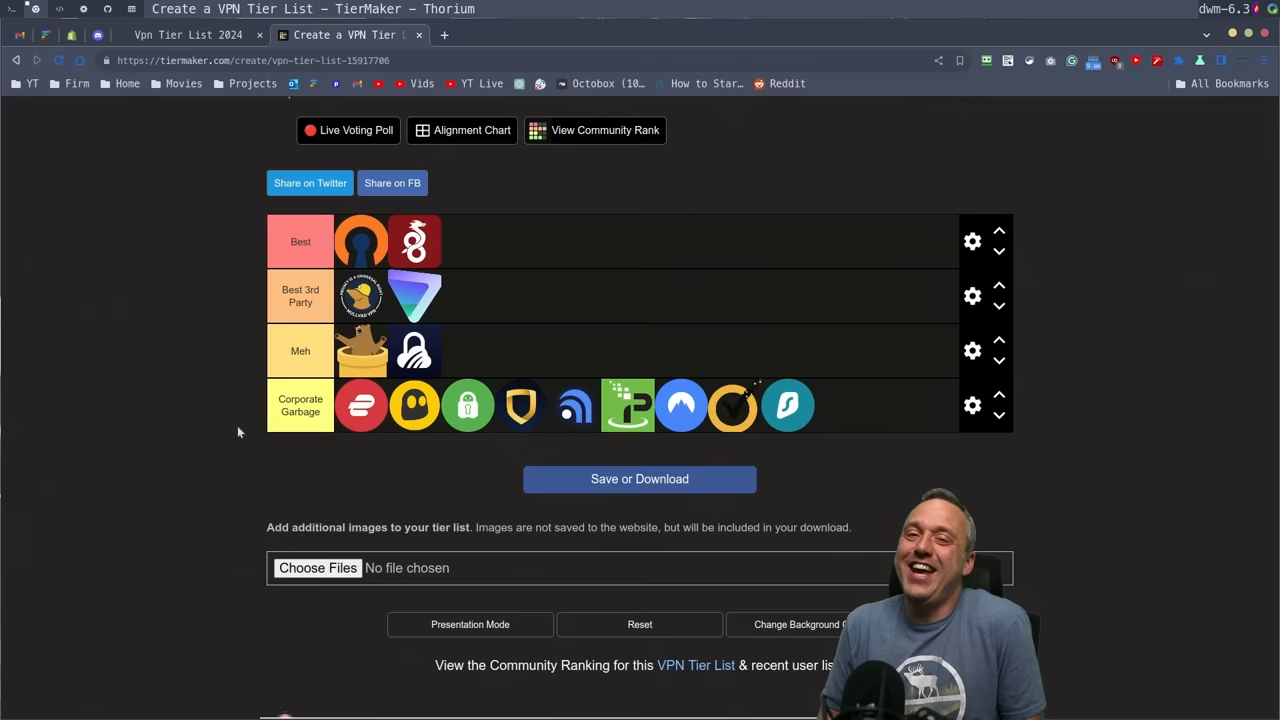 Create a VPN Tier List - TierMaker - Thorium
dwm-6.3
Vpn Tier List 2024
Create a VPN Tier L
https://tiermaker.com/create/vpn-tier-list-15917706
YT
Firm
Home
Movies
Projects
Vids
YT Live
Octobox (10...
How to Star...
Reddit
All Bookmarks
Live Voting Poll
Alignment Chart
View Community Rank
Share on Twitter
Share on FB
Best
Best 3rd
Party
MULLVAD VPN
Meh
Corporate
Garbage
Save or Download
Add additional images to your tier list. Images are not saved to the website, but will be included in your download.
Choose Files No file chosen
Presentation Mode
Reset
Change Background
View the Community Ranking for this VPN Tier List & recent user lis